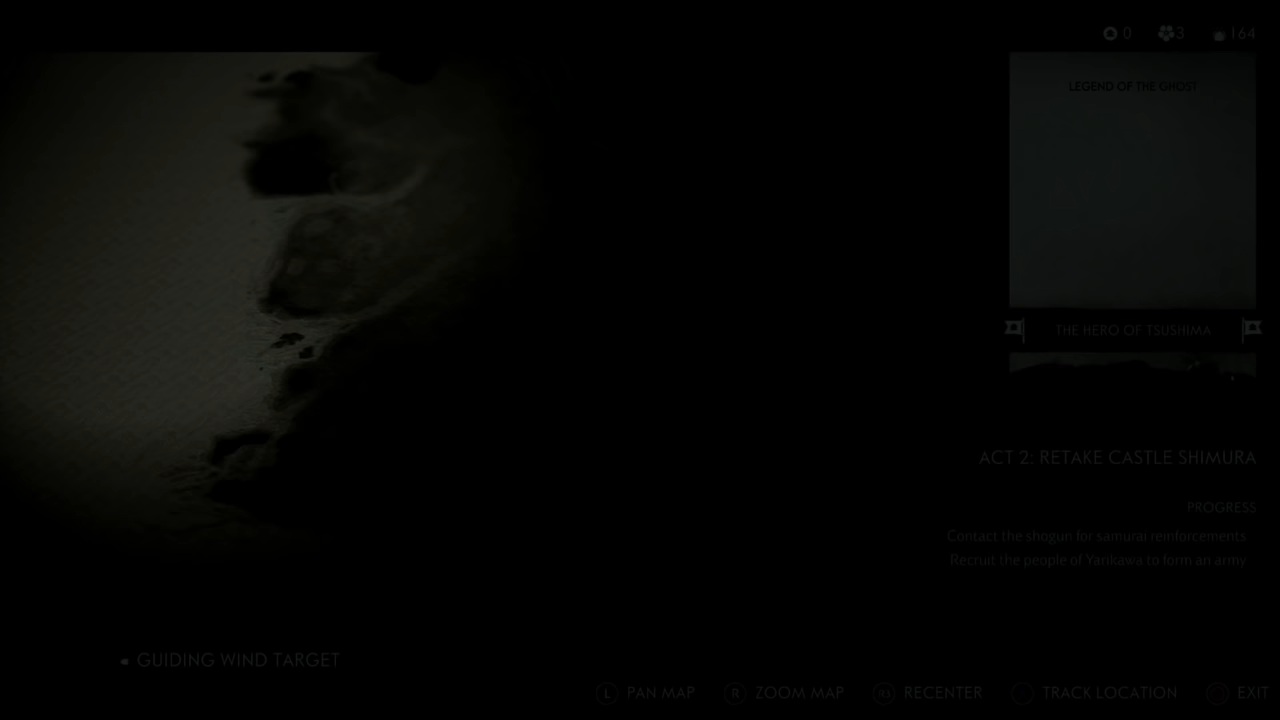 0 3 164
LEGEND OF THE GHOST
THE HERO OF TSUSHIMA
ACT 2: RETAKE CASTLE SHIMURA
PROGRESS
Contact the shogun for samurai reinforcements
Recruit the people of Yarikawa to form an army
GUIDING WIND TARGET
L PAN MAP R ZOOM MAP R3 RECENTER TRACK LOCATION EXIT